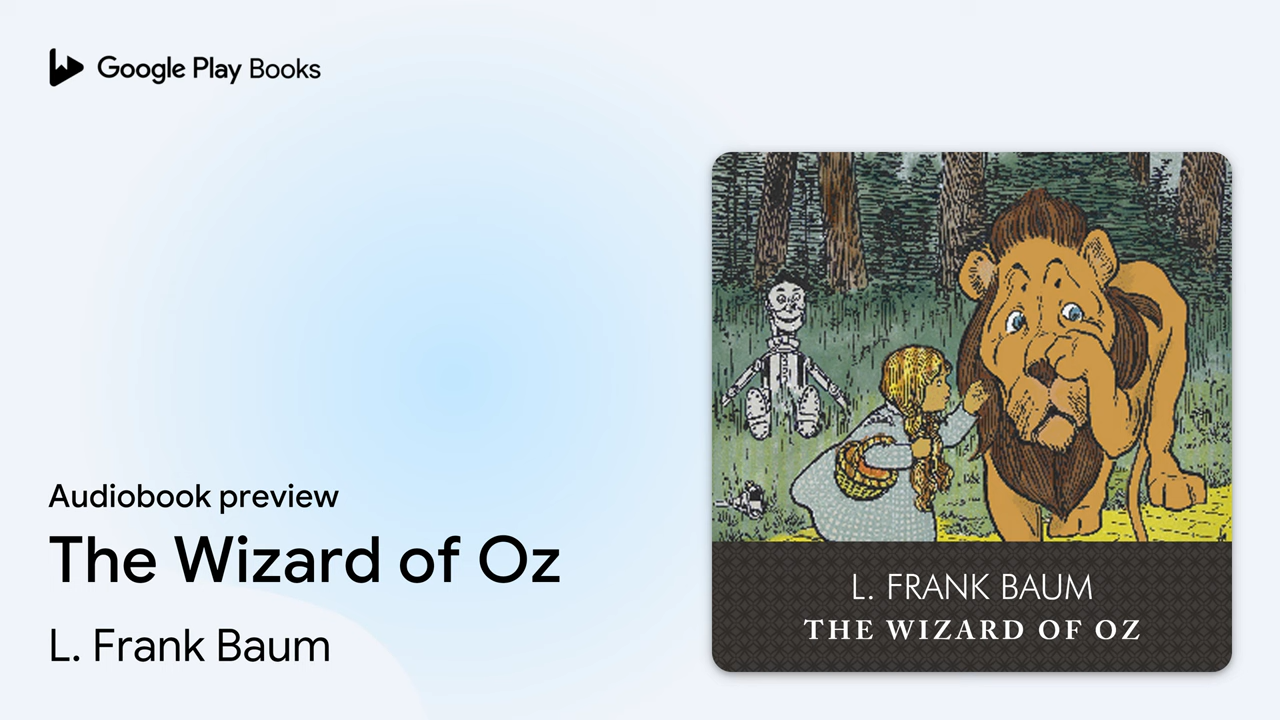 Google Play Books
Audiobook preview
The Wizard of Oz
L. Frank Baum
L. FRANK BAUM
THE WIZARD OF OZ